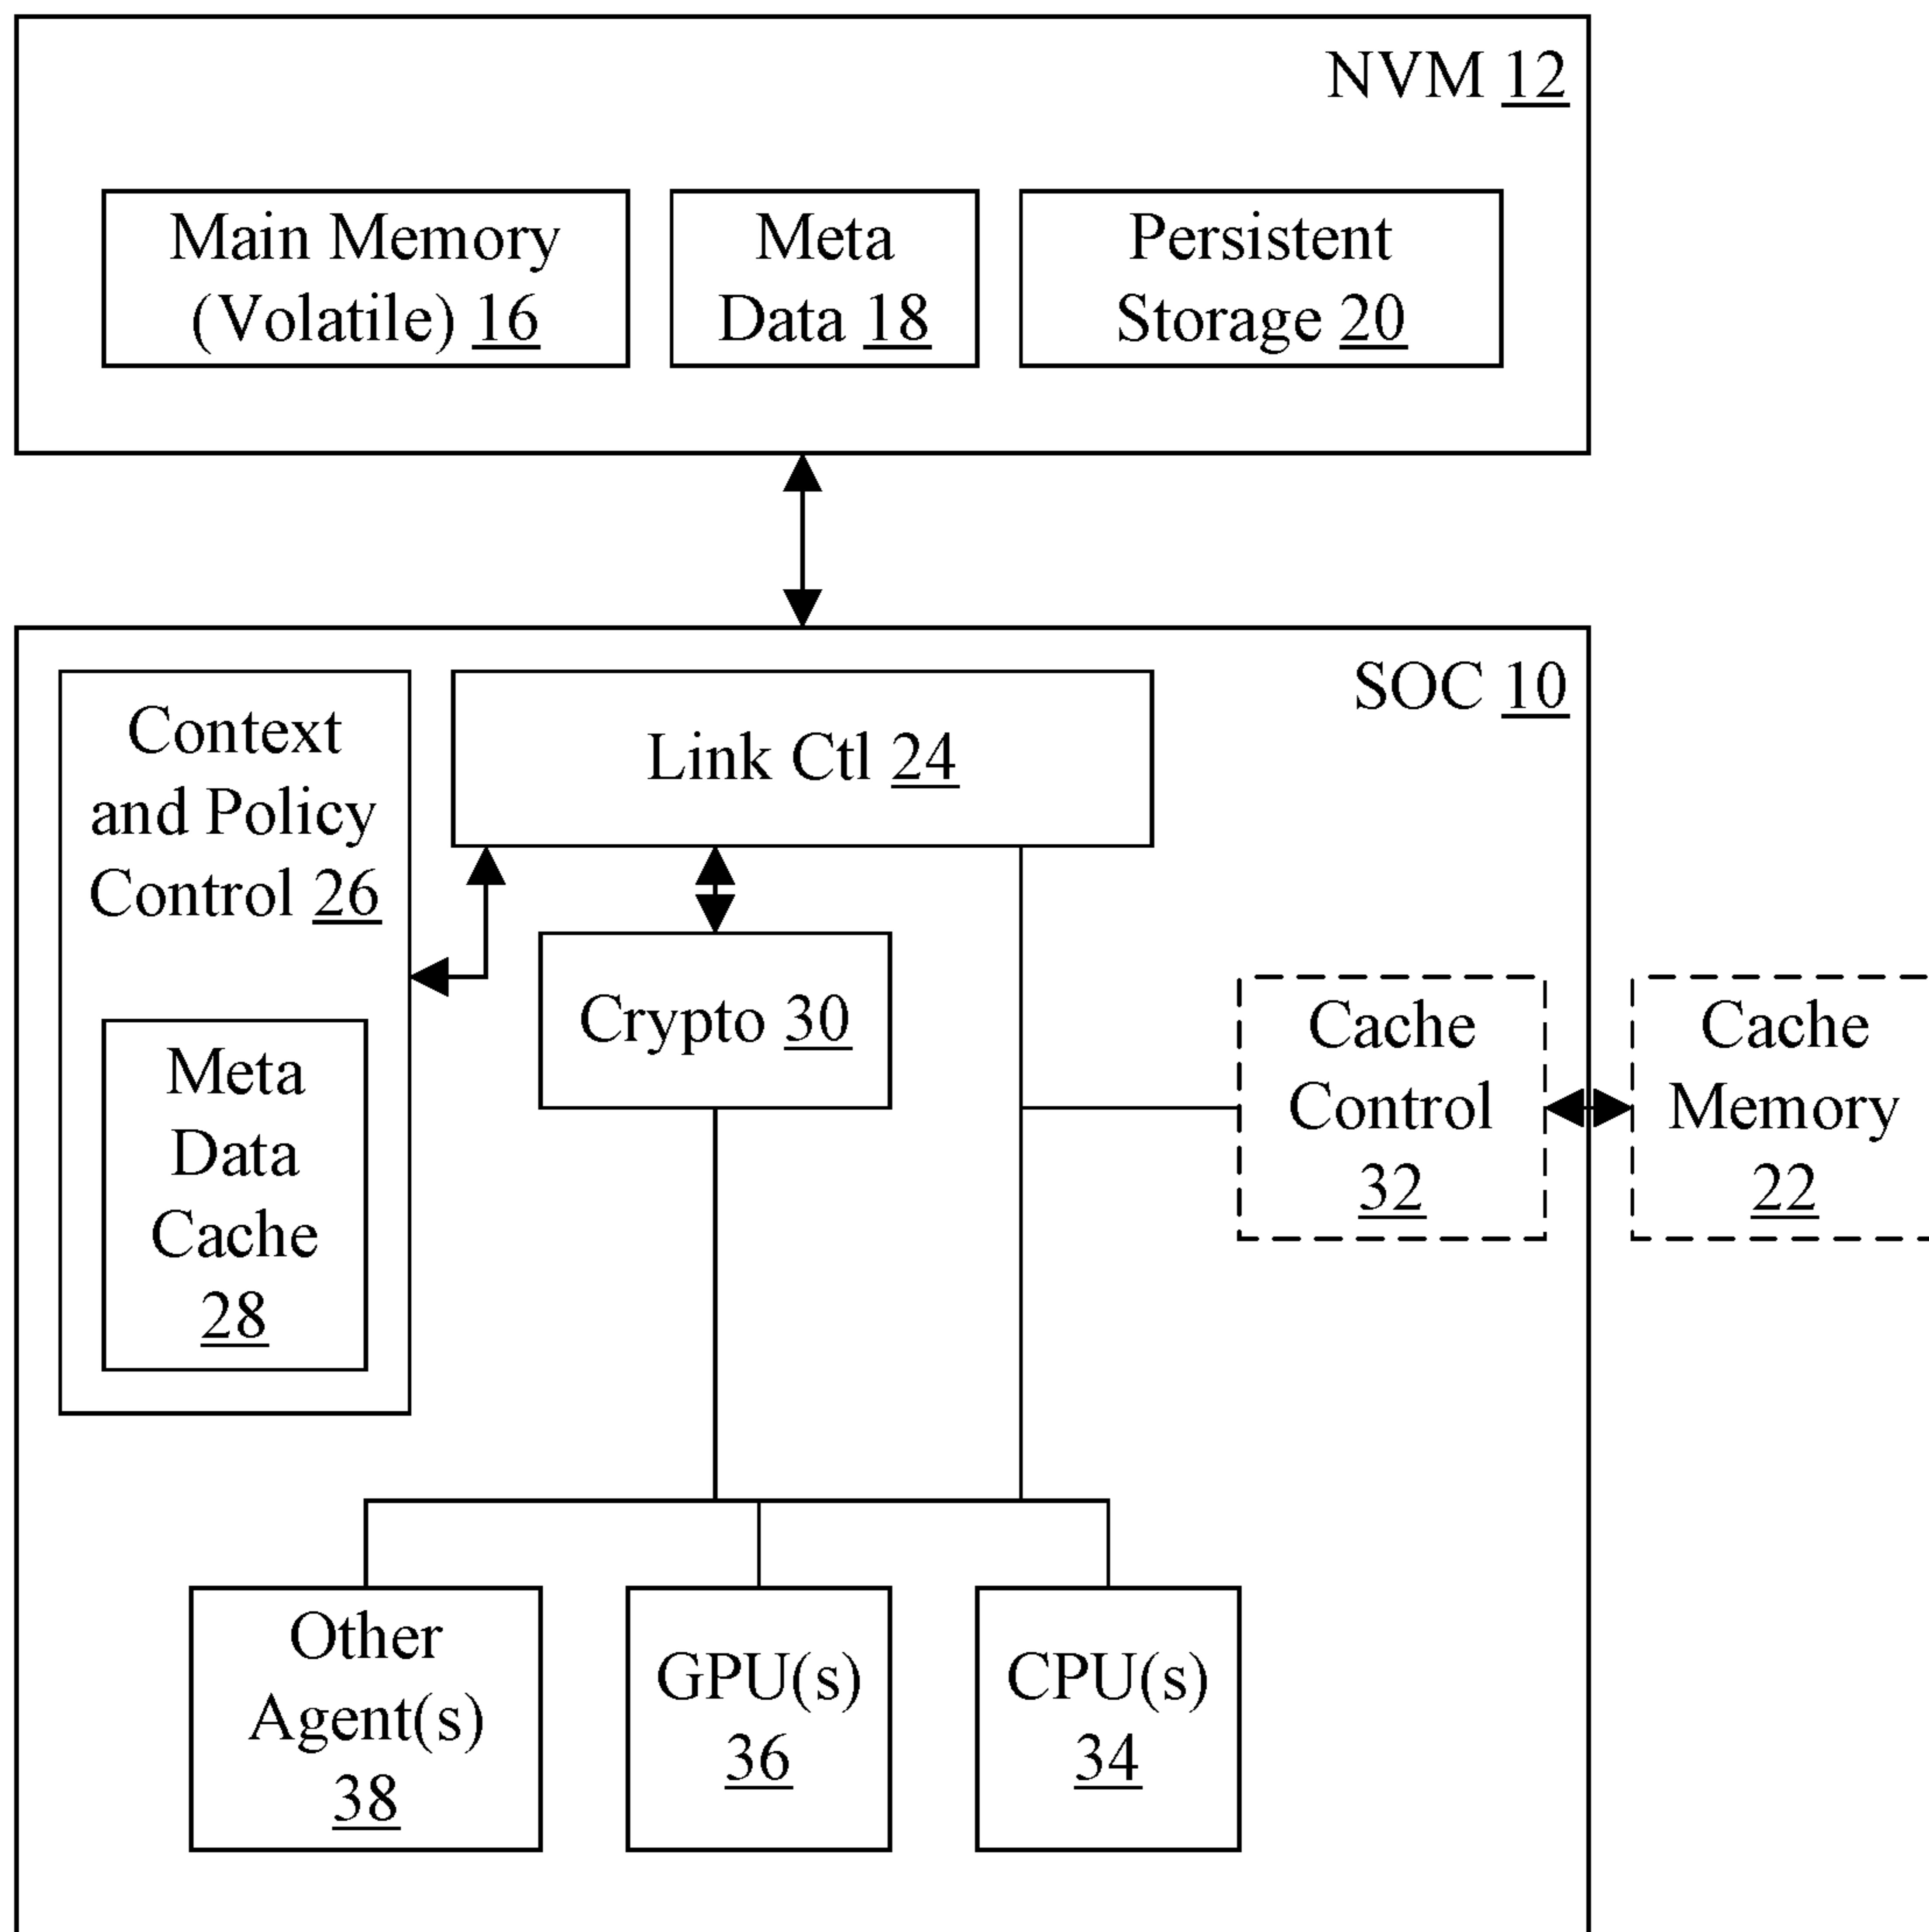 NVM 12
Main Memory
(Volatile) 16
Meta
Data 18
Persistent
Storage 20
SOC 10
Context
and Policy
Control 26
Link Ctl 24
Crypto 30
Meta
Data
Cache
28
Cache
Control
32
Cache
Memory
22
Other
Agent(s)
38
GPU(s)
36
CPU(s)
34